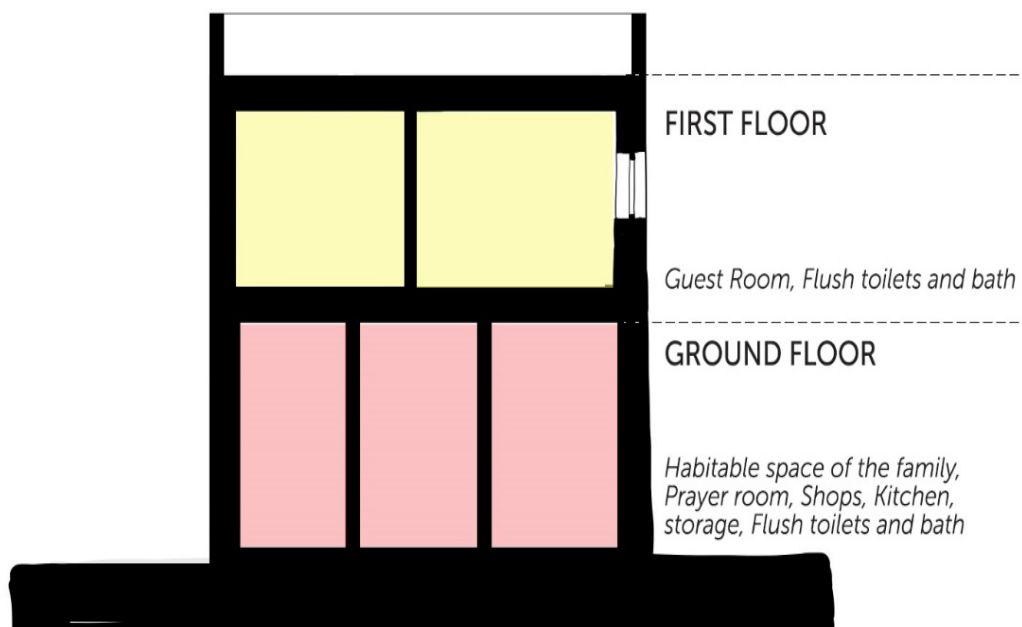 FIRST FLOOR
Guest Room, Flush toilets and bath
GROUND FLOOR
Habitable space of the family,
Prayer room, Shops, Kitchen,
storage, Flush toilets and bath